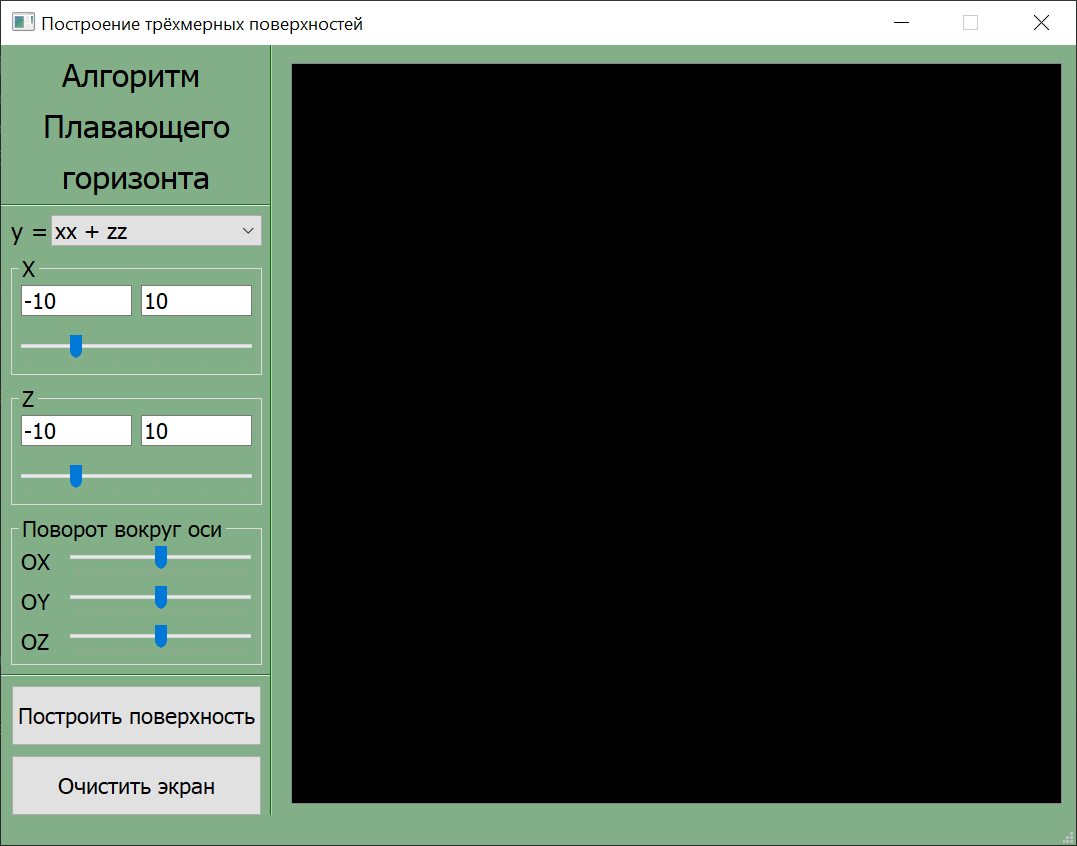 Построение трёхмерных поверхностей
Алгоритм
Плавающего
горизонта
y = xx + zz
X
-10 10
Z
-10 10
Поворот вокруг оси
OX
OY
OZ
Построить поверхность
Очистить экран